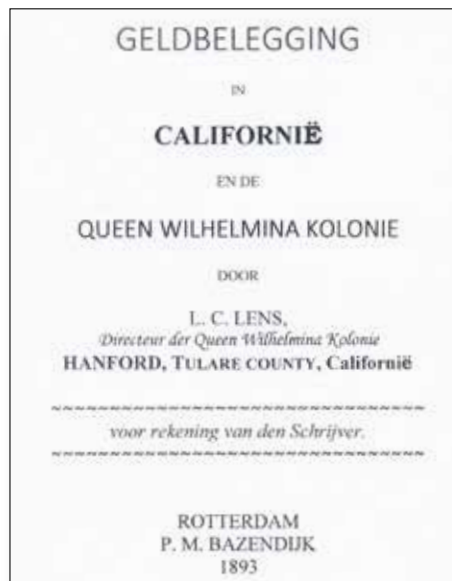 GELDBELEGGING
IN
CALIFORNIË
EN DE
QUEEN WILHELMINA KOLONIE
DOOR
L. C. LENS,
Directeur der Queen Wilhelmina Kolonie
HANFORD, TULARE COUNTY, Californië
~~~~~~~~~~~~~~~~~~~~~~~~~~~~~~~~
voor rekening van den Schrijver.
~~~~~~~~~~~~~~~~~~~~~~~~~~~~~~~~
ROTTERDAM
P. M. BAZENDIJK
1893